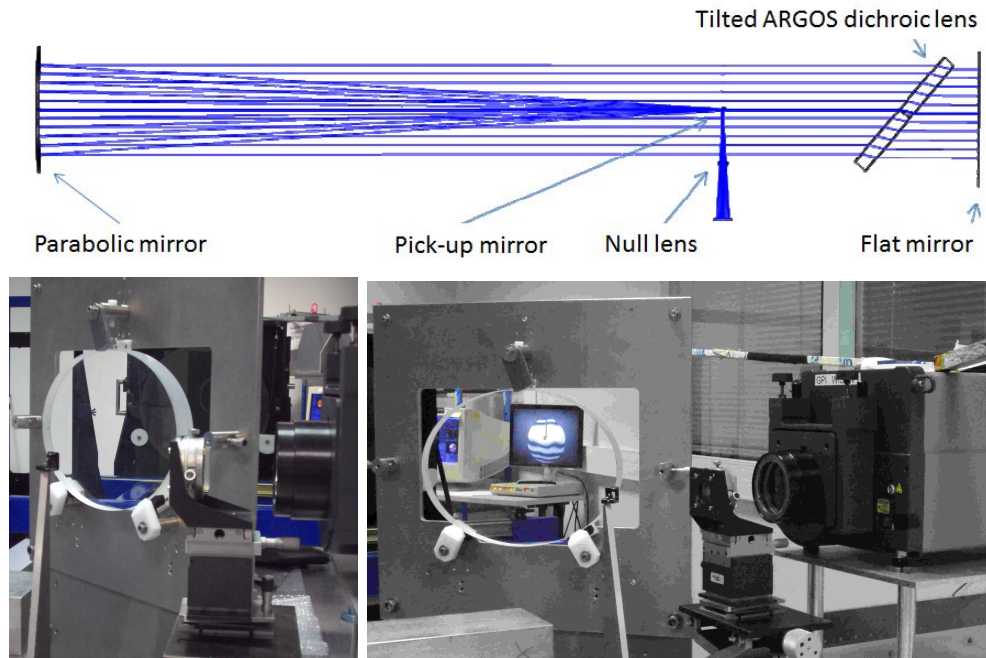 Tilted ARGOS dichroic lens
Parabolic mirror
Pick-up mirror
Null lens
Flat mirror